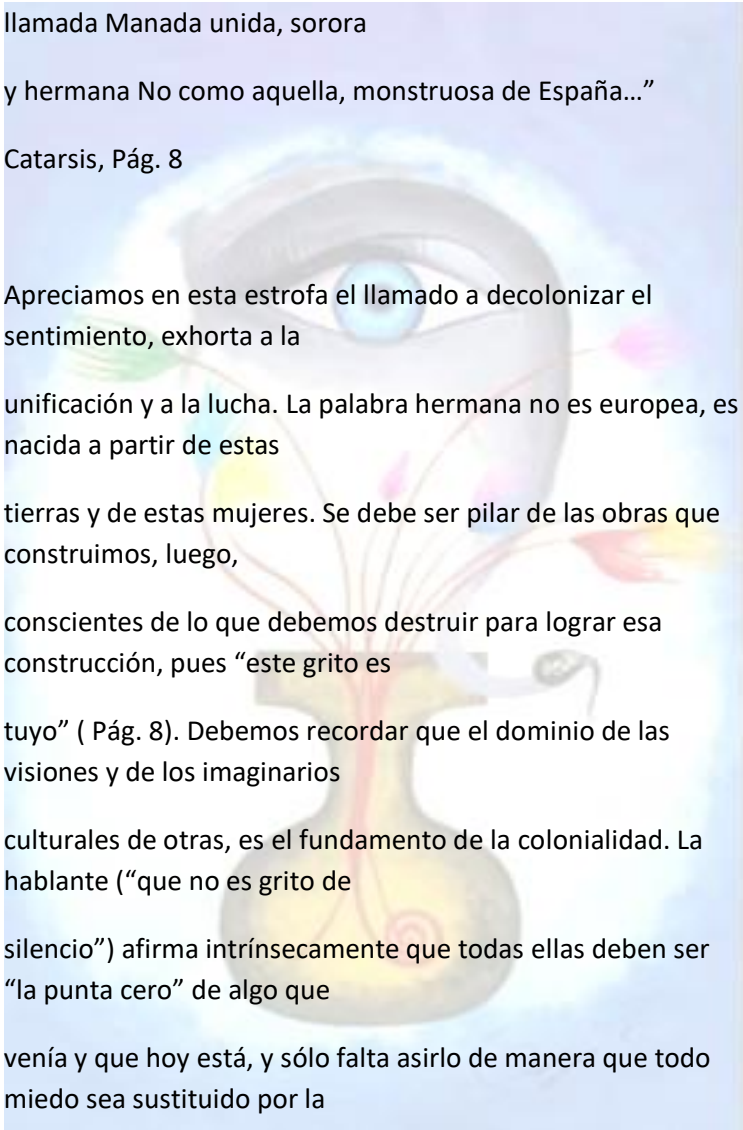 llamada Manada unida, sorora
y hermana No como aquella, monstruosa de España…”
Catarsis, Pág. 8
Apreciamos en esta estrofa el llamado a decolonizar el
sentimiento, exhorta a la
unificación y a la lucha. La palabra hermana no es europea, es
nacida a partir de estas
tierras y de estas mujeres. Se debe ser pilar de las obras que
construimos, luego,
conscientes de lo que debemos destruir para lograr esa
construcción, pues “este grito es
tuyo” ( Pág. 8). Debemos recordar que el dominio de las
visiones y de los imaginarios
culturales de otras, es el fundamento de la colonialidad. La
hablante (“que no es grito de
silencio”) afirma intrínsecamente que todas ellas deben ser
“la punta cero” de algo que
venía y que hoy está, y sólo falta asirlo de manera que todo
miedo sea sustituido por la